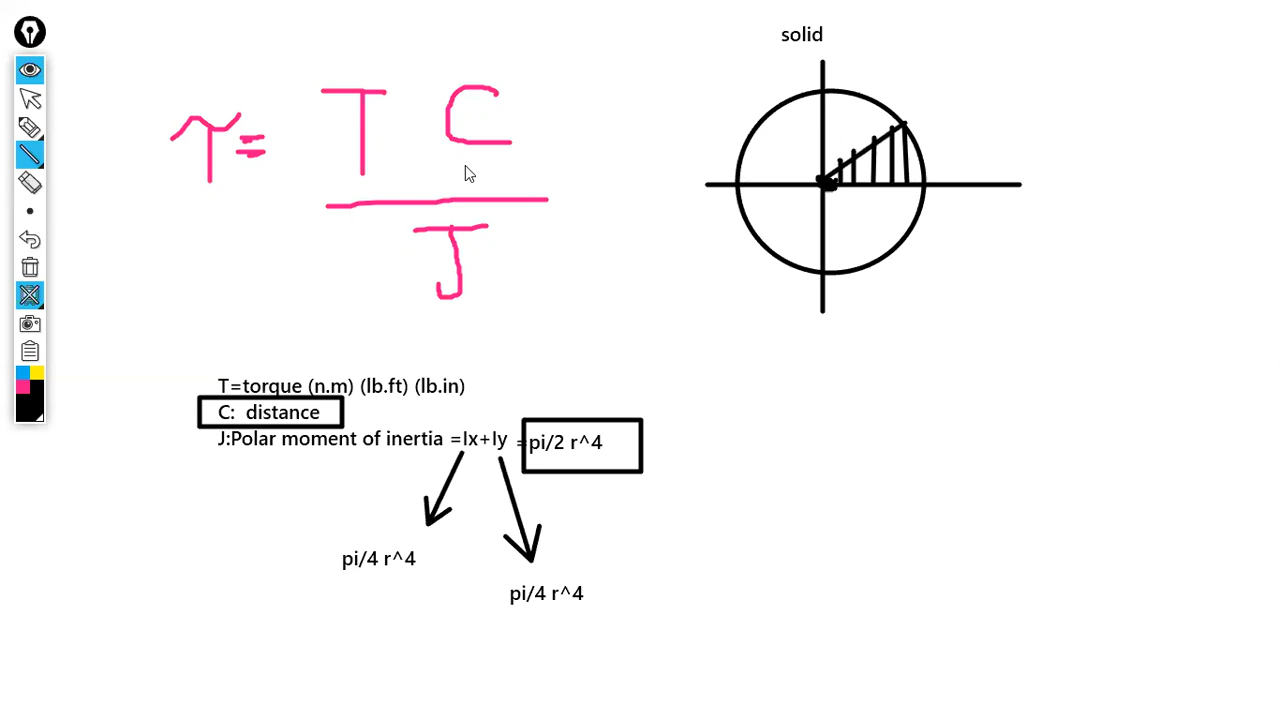 solid
τ= T C
J
T=torque (n.m) (lb.ft) (lb.in)
C: distance
J:Polar moment of inertia =Ix+Iy =pi/2 r^4
pi/4 r^4
pi/4 r^4